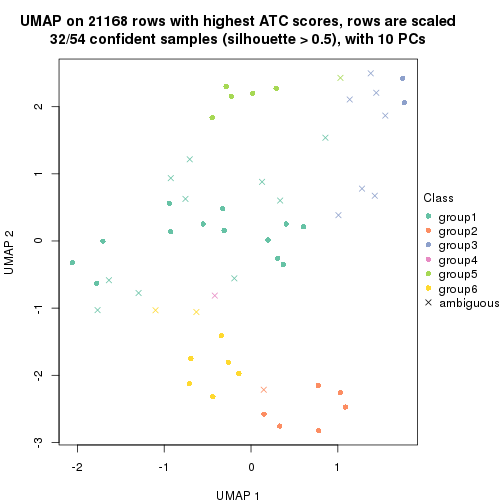 UMAP on 21168 rows with highest ATC scores, rows are scaled
32/54 confident samples (silhouette > 0.5), with 10 PCs
UMAP 2
2
1
0
-1
-2
-3
-2
-1
0
1
UMAP 1
Class
group1
group2
group3
group4
group5
group6
ambiguous